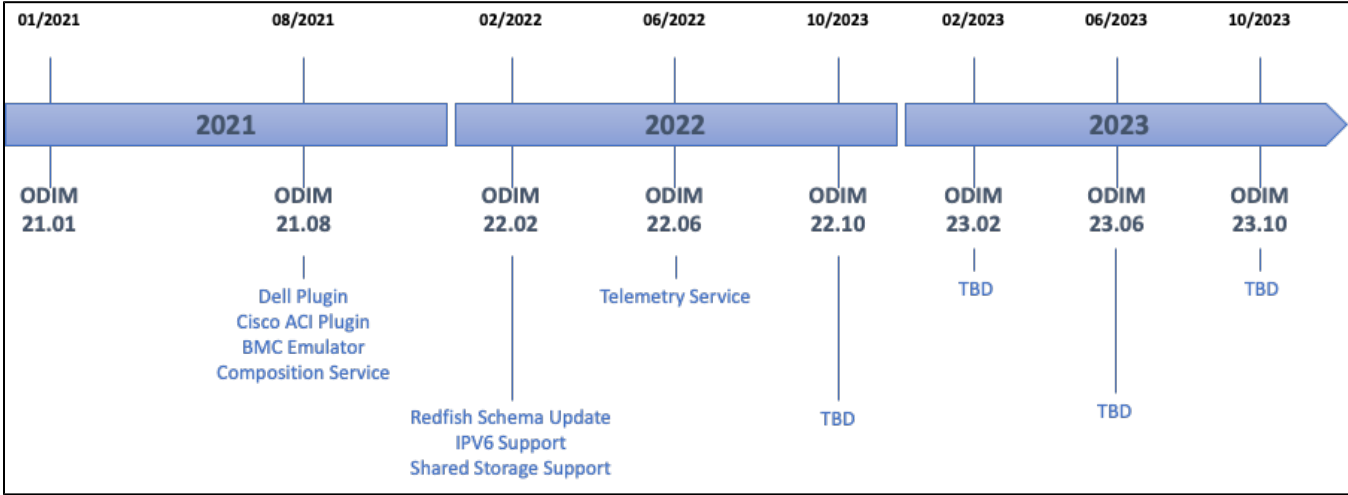 01/2021
08/2021
02/2022
06/2022
10/2023
02/2023
06/2023
10/2023
2021
2022
2023
ODIM
21.01
ODIM
21.08
ODIM
22.02
ODIM
22.06
ODIM
22.10
ODIM
23.02
ODIM
23.06
ODIM
23.10
Dell Plugin
Cisco ACI Plugin
BMC Emulator
Composition Service
Redfish Schema Update
IPV6 Support
Shared Storage Support
Telemetry Service
TBD
TBD
TBD
TBD